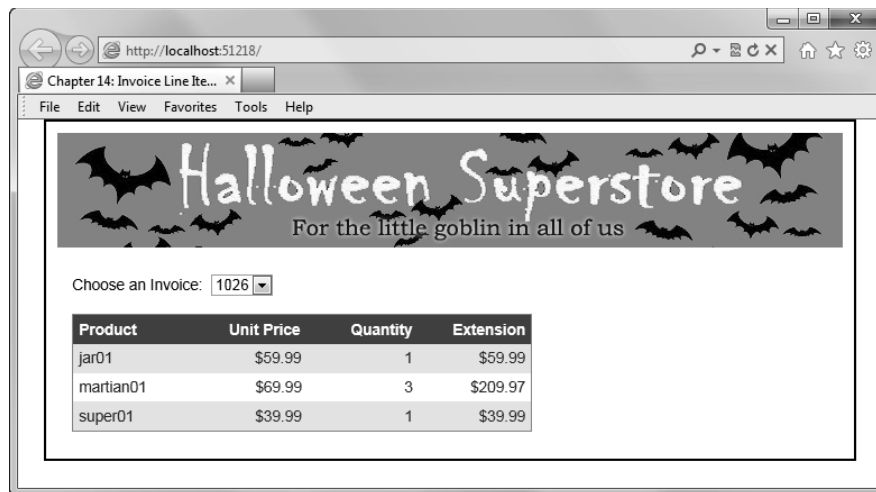 http://localhost:51218/
Chapter 14: Invoice Line Ite...
File Edit View Favorites Tools Help
Halloween Superstore
For the little goblin in all of us
Choose an Invoice: 1026
Product Unit Price Quantity Extension
jar01 $59.99 1 $59.99
martian01 $69.99 3 $209.97
super01 $39.99 1 $39.99